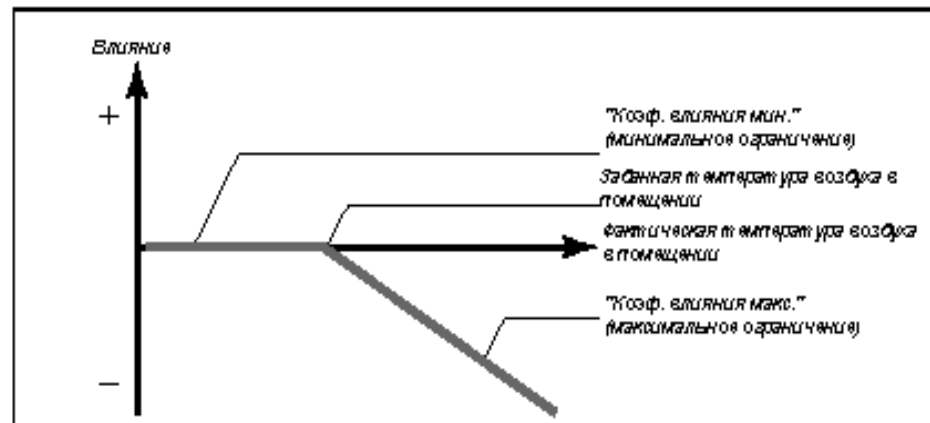 Влияние
+
"Коэф. влияния мин."
(минимальное ограничение)
Заданная температура воздуха в
помещении
Фактическая температура воздуха
в помещении
"Коэф. влияния макс."
(максимальное ограничение)
–